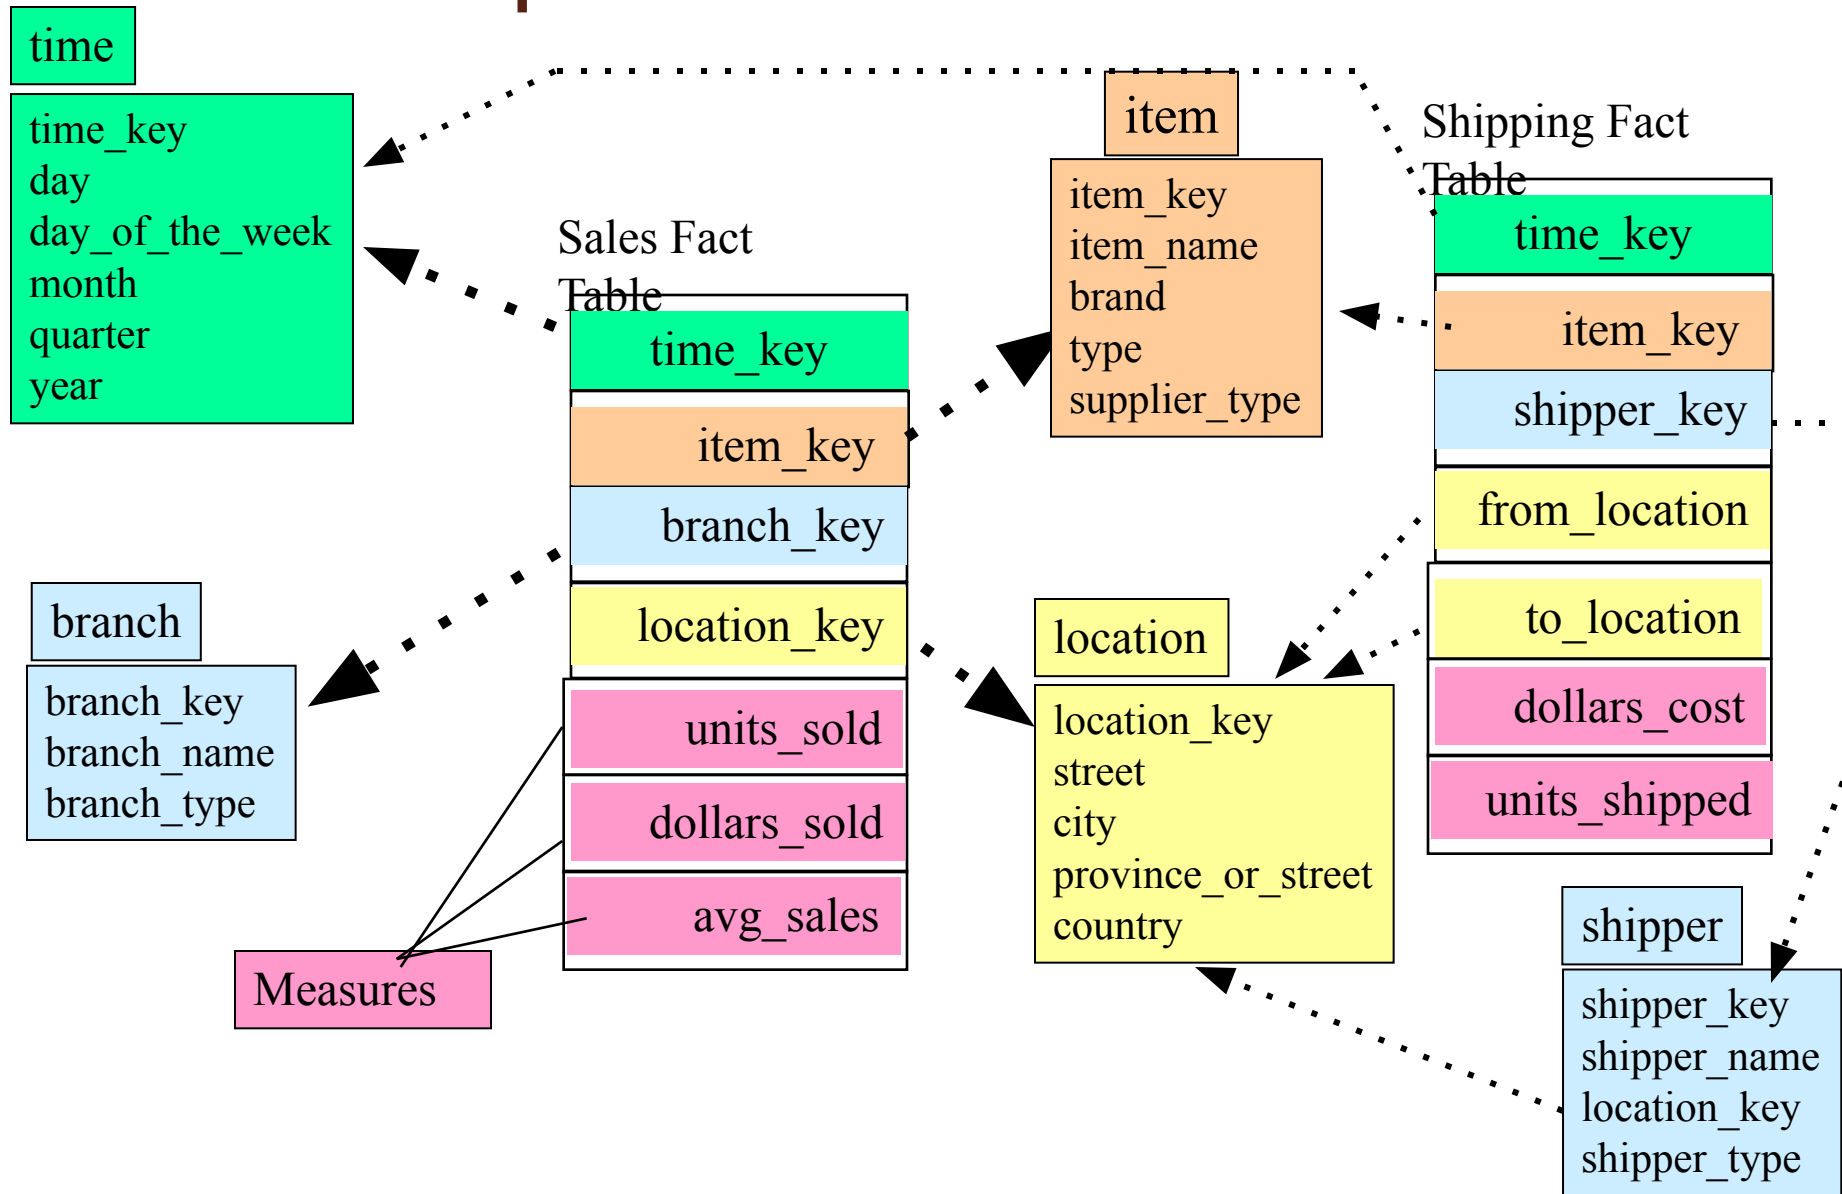 time
time_key
day
day_of_the_week
month
quarter
year
Sales Fact
Table
time_key
item_key
branch_key
location_key
units_sold
dollars_sold
avg_sales
Measures
branch
branch_key
branch_name
branch_type
item
item_key
item_name
brand
type
supplier_type
location
location_key
street
city
province_or_street
country
Shipping Fact
Table
time_key
item_key
shipper_key
from_location
to_location
dollars_cost
units_shipped
shipper
shipper_key
shipper_name
location_key
shipper_type